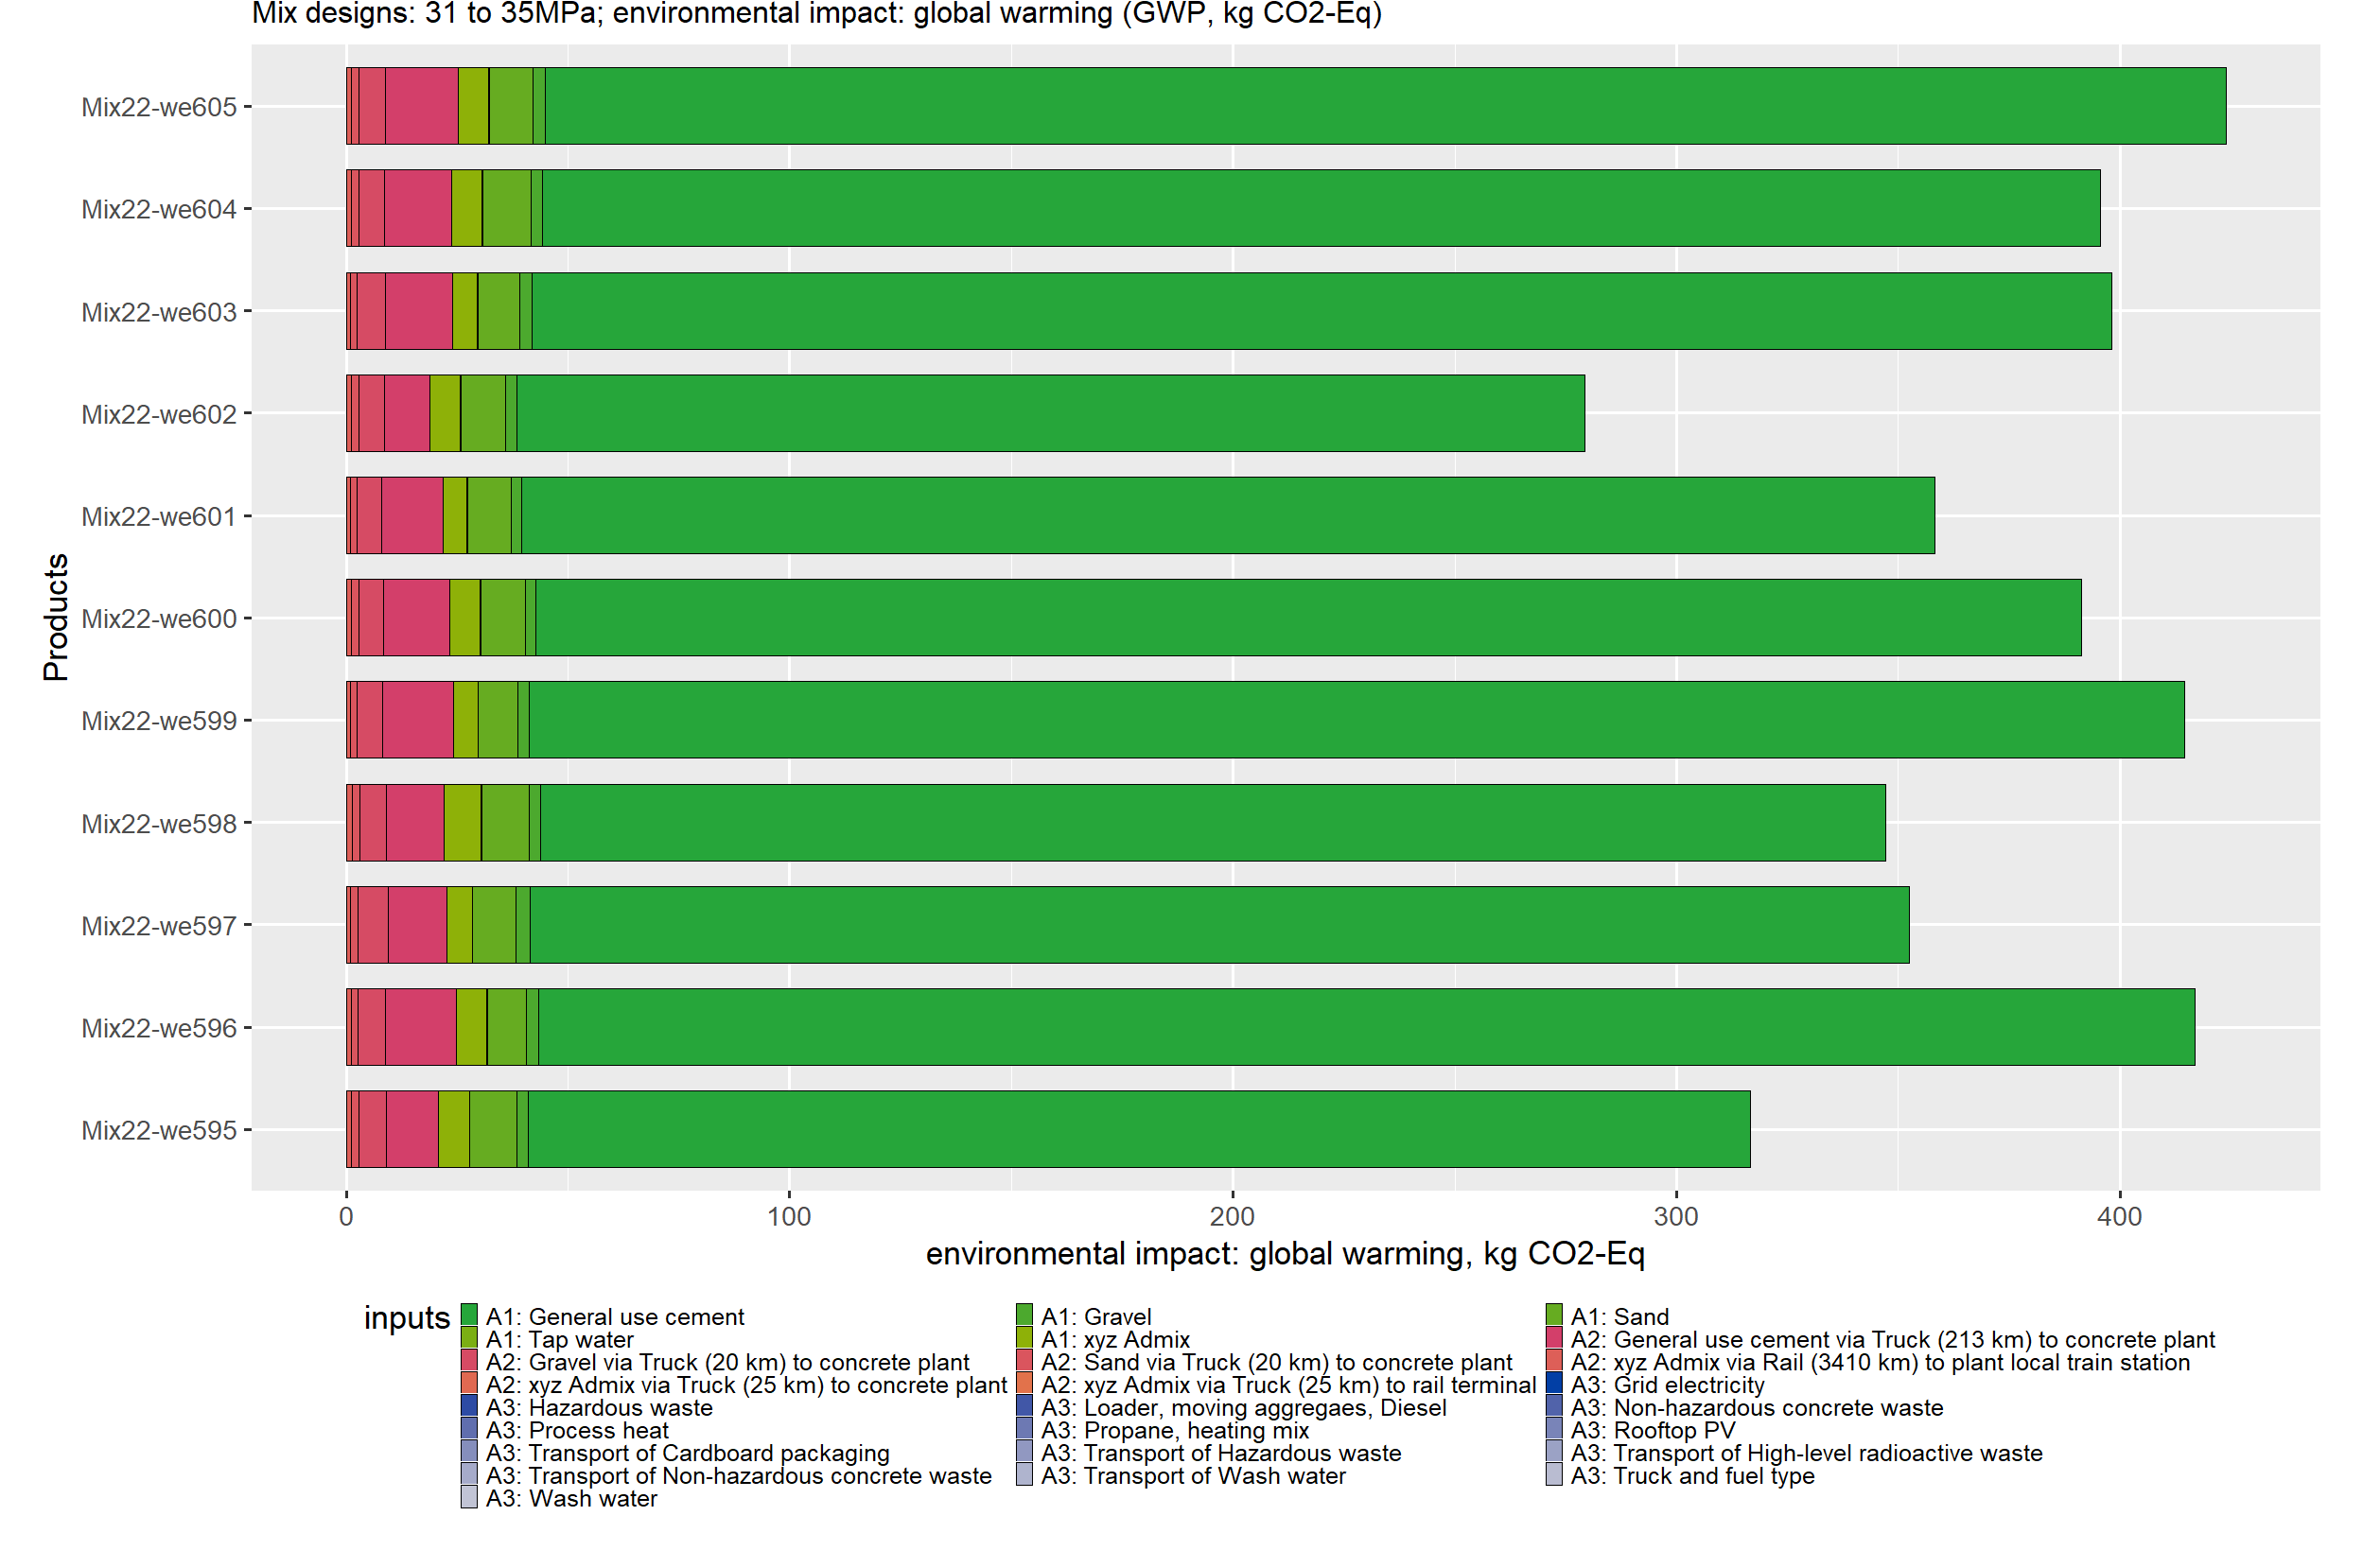 Mix designs: 31 to 35MPa; environmental impact: global warming (GWP, kg CO2-Eq)
Products
Mix22-we605
Mix22-we604
Mix22-we603
Mix22-we602
Mix22-we601
Mix22-we600
Mix22-we599
Mix22-we598
Mix22-we597
Mix22-we596
Mix22-we595
0 100 200 300 400
environmental impact: global warming, kg CO2-Eq
inputs
A1: General use cement A1: Gravel A1: Sand
A1: Tap water A1: xyz Admix A2: General use cement via Truck (213 km) to concrete plant
A2: Gravel via Truck (20 km) to concrete plant A2: Sand via Truck (20 km) to concrete plant A2: xyz Admix via Rail (3410 km) to plant local train station
A2: xyz Admix via Truck (25 km) to concrete plant A2: xyz Admix via Truck (25 km) to rail terminal A3: Grid electricity
A3: Hazardous waste A3: Loader, moving aggregaes, Diesel A3: Non-hazardous concrete waste
A3: Process heat A3: Propane, heating mix A3: Rooftop PV
A3: Transport of Cardboard packaging A3: Transport of Hazardous waste A3: Transport of High-level radioactive waste
A3: Transport of Non-hazardous concrete waste A3: Transport of Wash water A3: Truck and fuel type
A3: Wash water